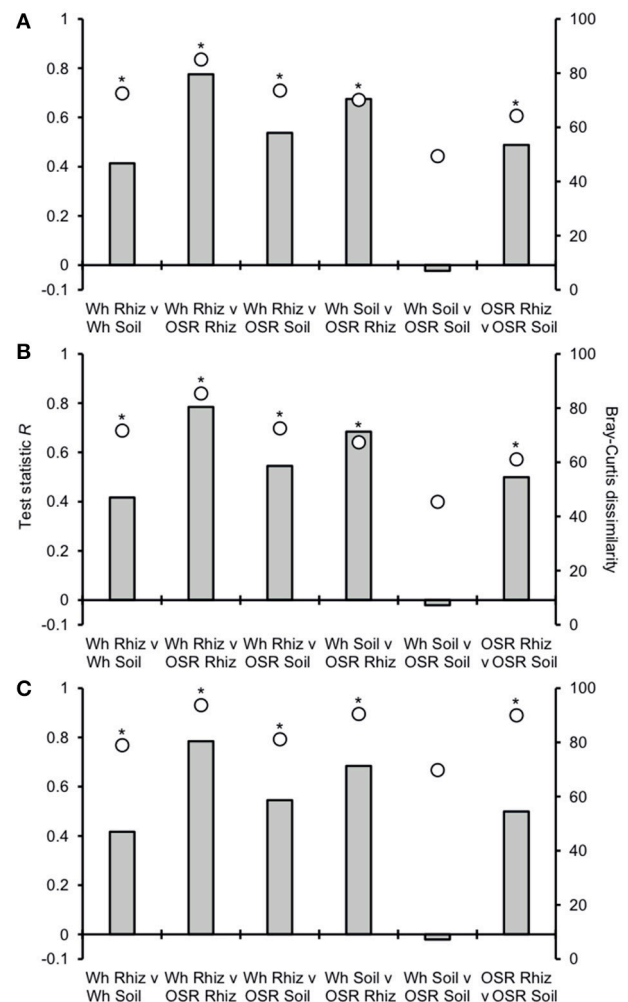 A
1
0.8
0.6
0.4
0.2
0
-0.1
100
80
60
40
20
0
* * * * *
Wh Rhiz v Wh Rhiz v Wh Rhiz v Wh Soil v Wh Soil v OSR Rhiz
Wh Soil OSR Rhiz OSR Soil OSR Rhiz OSR Soil v OSR Soil
B
1
0.8
0.6
0.4
0.2
0
-0.1
100
80
60
40
20
0
* * * * *
Test statistic R
Bray-Curtis dissimilarity
Wh Rhiz v Wh Rhiz v Wh Rhiz v Wh Soil v Wh Soil v OSR Rhiz
Wh Soil OSR Rhiz OSR Soil OSR Rhiz OSR Soil v OSR Soil
C
1
0.8
0.6
0.4
0.2
0
-0.1
100
80
60
40
20
0
* * * * *
Wh Rhiz v Wh Rhiz v Wh Rhiz v Wh Soil v Wh Soil v OSR Rhiz
Wh Soil OSR Rhiz OSR Soil OSR Rhiz OSR Soil v OSR Soil